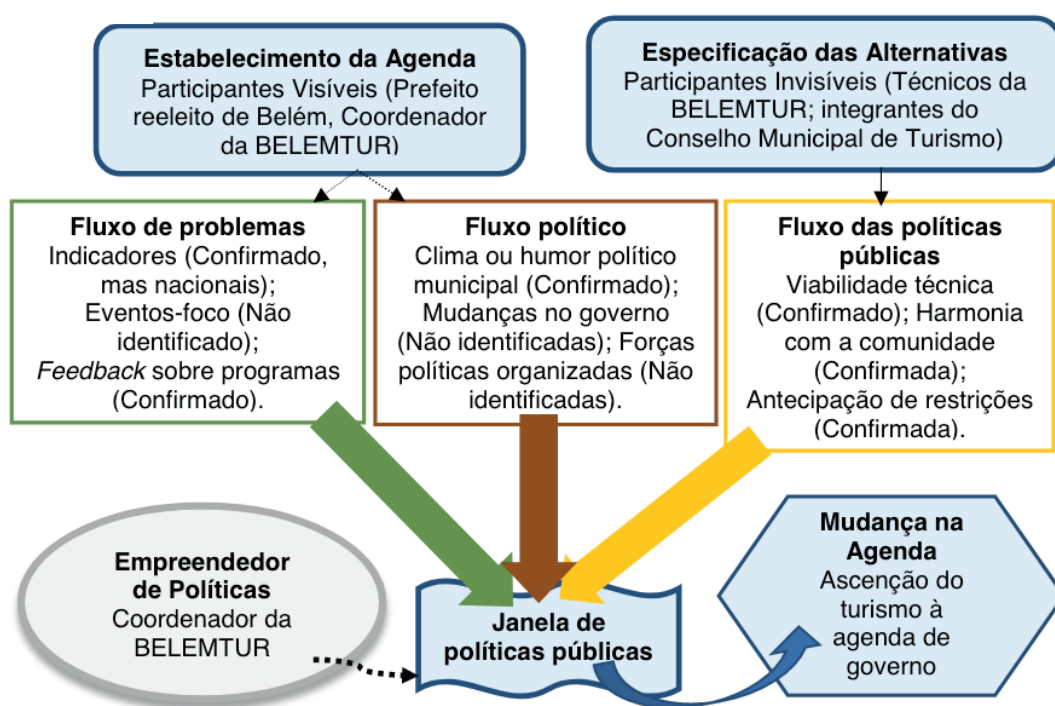 Estabelecimento da Agenda
Participantes Visíveis (Prefeito
reeleito de Belém, Coordenador
da BELEMTUR)
Especificação das Alternativas
Participantes Invisíveis (Técnicos da
BELEMTUR; integrantes do
Conselho Municipal de Turismo)
Fluxo de problemas
Indicadores (Confirmado,
mas nacionais);
Eventos-foco (Não
identificado);
Feedback sobre programas
(Confirmado).
Fluxo político
Clima ou humor político
municipal (Confirmado);
Mudanças no governo
(Não identificadas); Forças
políticas organizadas (Não
identificadas).
Fluxo das políticas
públicas
Viabilidade técnica
(Confirmado); Harmonia
com a comunidade
(Confirmada);
Antecipação de restrições
(Confirmada).
Empreendedor
de Políticas
Coordenador da
BELEMTUR
Janela de
políticas públicas
Mudança na
Agenda
Ascenção do
turismo à
agenda de
governo